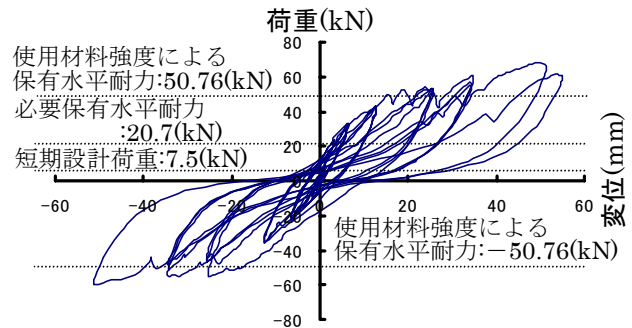 荷重(kN)
80
使用材料強度による
保有水平耐力:50.76(kN)
60
40
必要保有水平耐力
:20.7(kN)
20
短期設計荷重:7.5(kN)
0
-60
-40
-20
0
20
40
60
変位(mm)
-20
使用材料強度による
保有水平耐力:－50.76(kN)
-40
-60
-80